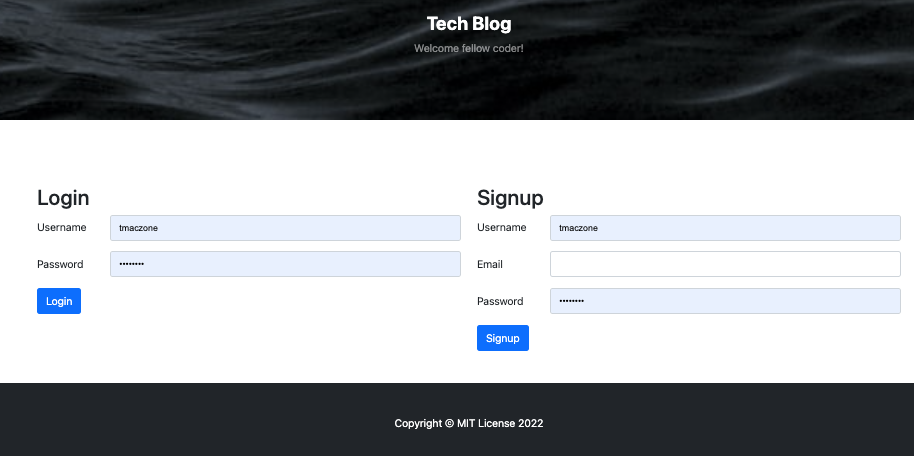 Tech Blog
Welcome fellow coder!
Login
Username
tmaczone
Password
••••••••
Login
Signup
Username
tmaczone
Email
Password
••••••••
Signup
Copyright © MIT License 2022